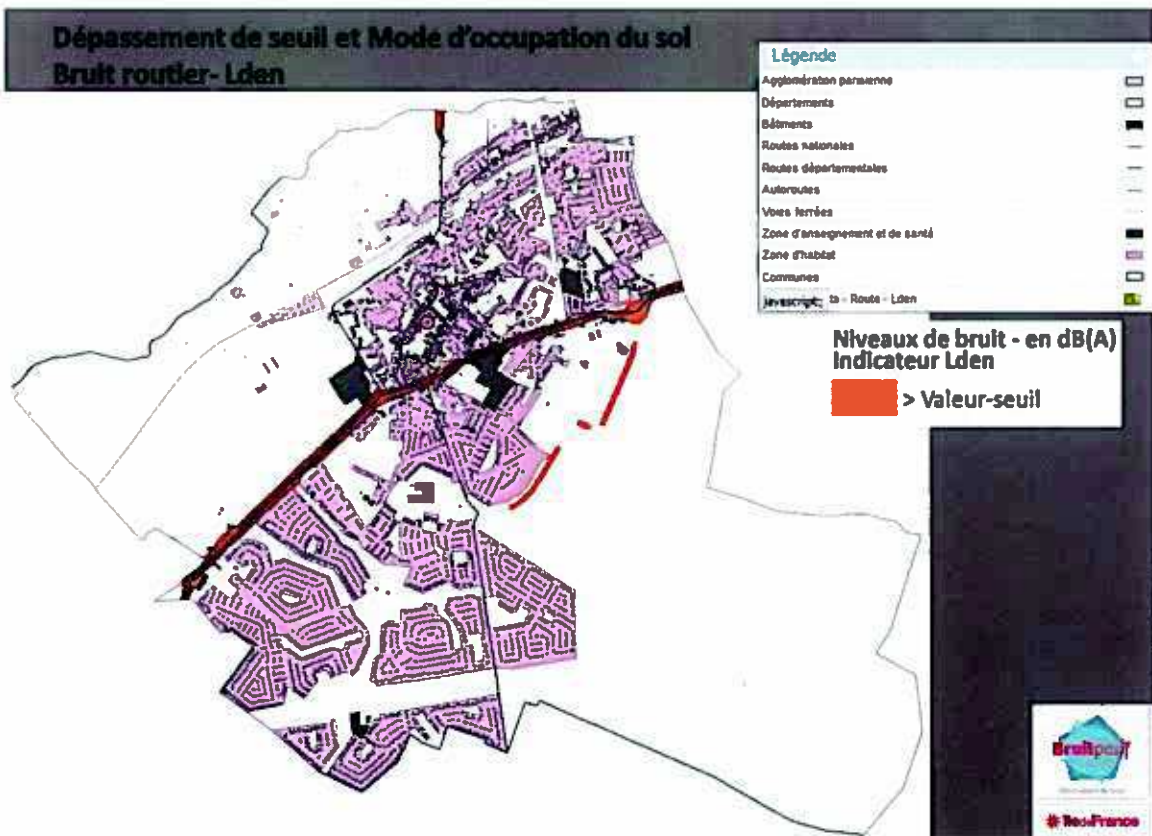 Dépassement de seuil et Mode d'occupation du sol
Bruit routier- Lden
Légende
Agglomération parisienne
Départements
Bâtiments
Routes nationales
Routes départementales
Autoroutes
Voies ferrées
Zone d'enseignement et de santé
Zone d'habitat
Communes
javascript: ta - Route - Lden
Niveaux de bruit - en dB(A)
Indicateur Lden
> Valeur-seuil
Bruitparif
îledeFrance